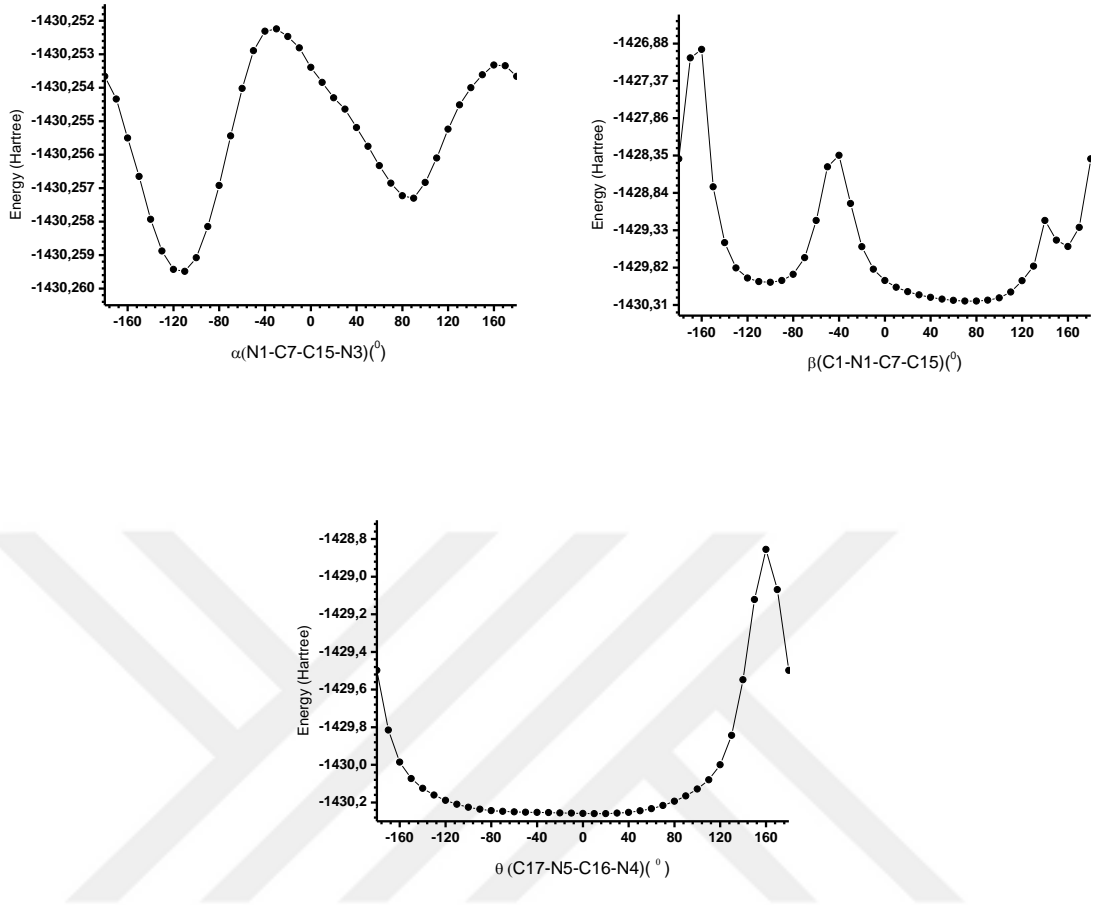 -1430,252
-1430,253
-1430,254
-1430,255
-1430,256
-1430,257
-1430,258
-1430,259
-1430,260
Energy (Hartree)
-160 -120 -80 -40 0 40 80 120 160
α(N1-C7-C15-N3)(⁰)
-1426,88
-1427,37
-1427,86
-1428,35
-1428,84
-1429,33
-1429,82
-1430,31
Energy (Hartree)
-160 -120 -80 -40 0 40 80 120 160
β(C1-N1-C7-C15)(⁰)
-1428,8
-1429,0
-1429,2
-1429,4
-1429,6
-1429,8
-1430,0
-1430,2
Energy (Hartree)
-160 -120 -80 -40 0 40 80 120 160
θ (C17-N5-C16-N4)( ⁰ )